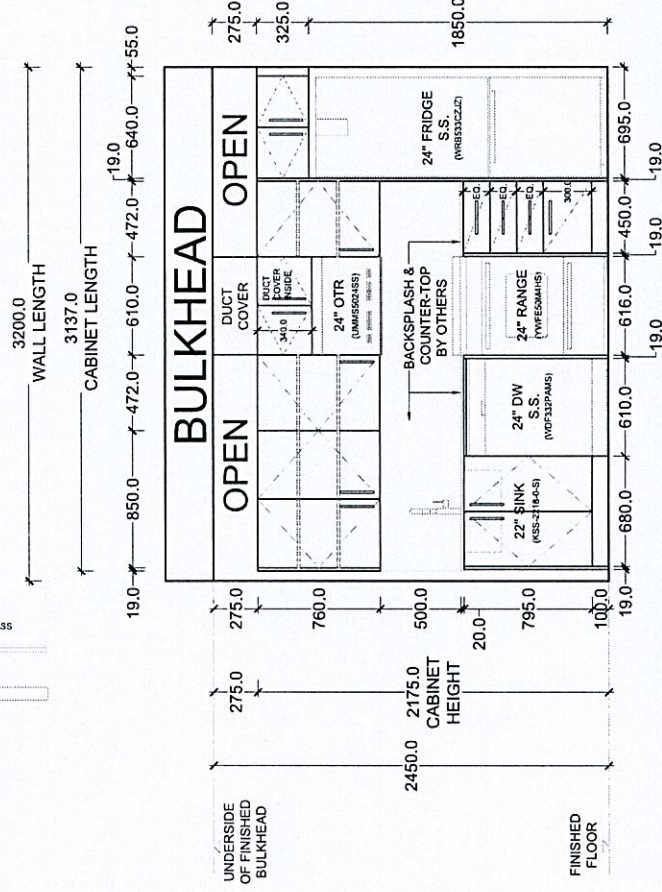 3200.0
WALL LENGTH
3137.0
CABINET LENGTH
19.0
850.0
472.0
610.0
472.0
19.0
640.0
55.0
BULKHEAD
OPEN
DUCT
COVER
OPEN
DUCT
COVER
INSIDE
340.0
24" OTR
(UMMS5024SS)
BACKSPLASH &
COUNTER-TOP
BY OTHERS
22" SINK
(KSS-2218-0-S)
24" DW
S.S.
(WDF332PAMS)
24" RANGE
(YWFE50M4HS)
EQ.
EQ.
EQ.
300.0
24" FRIDGE
S.S.
(WRB533CZJZ)
275.0
325.0
1850.0
275.0
760.0
500.0
20.0
795.0
100.0
275.0
2175.0
CABINET
HEIGHT
2450.0
UNDERSIDE
OF FINISHED
BULKHEAD
FINISHED
FLOOR
19.0
680.0
610.0
19.0
616.0
19.0
450.0
19.0
695.0
ss